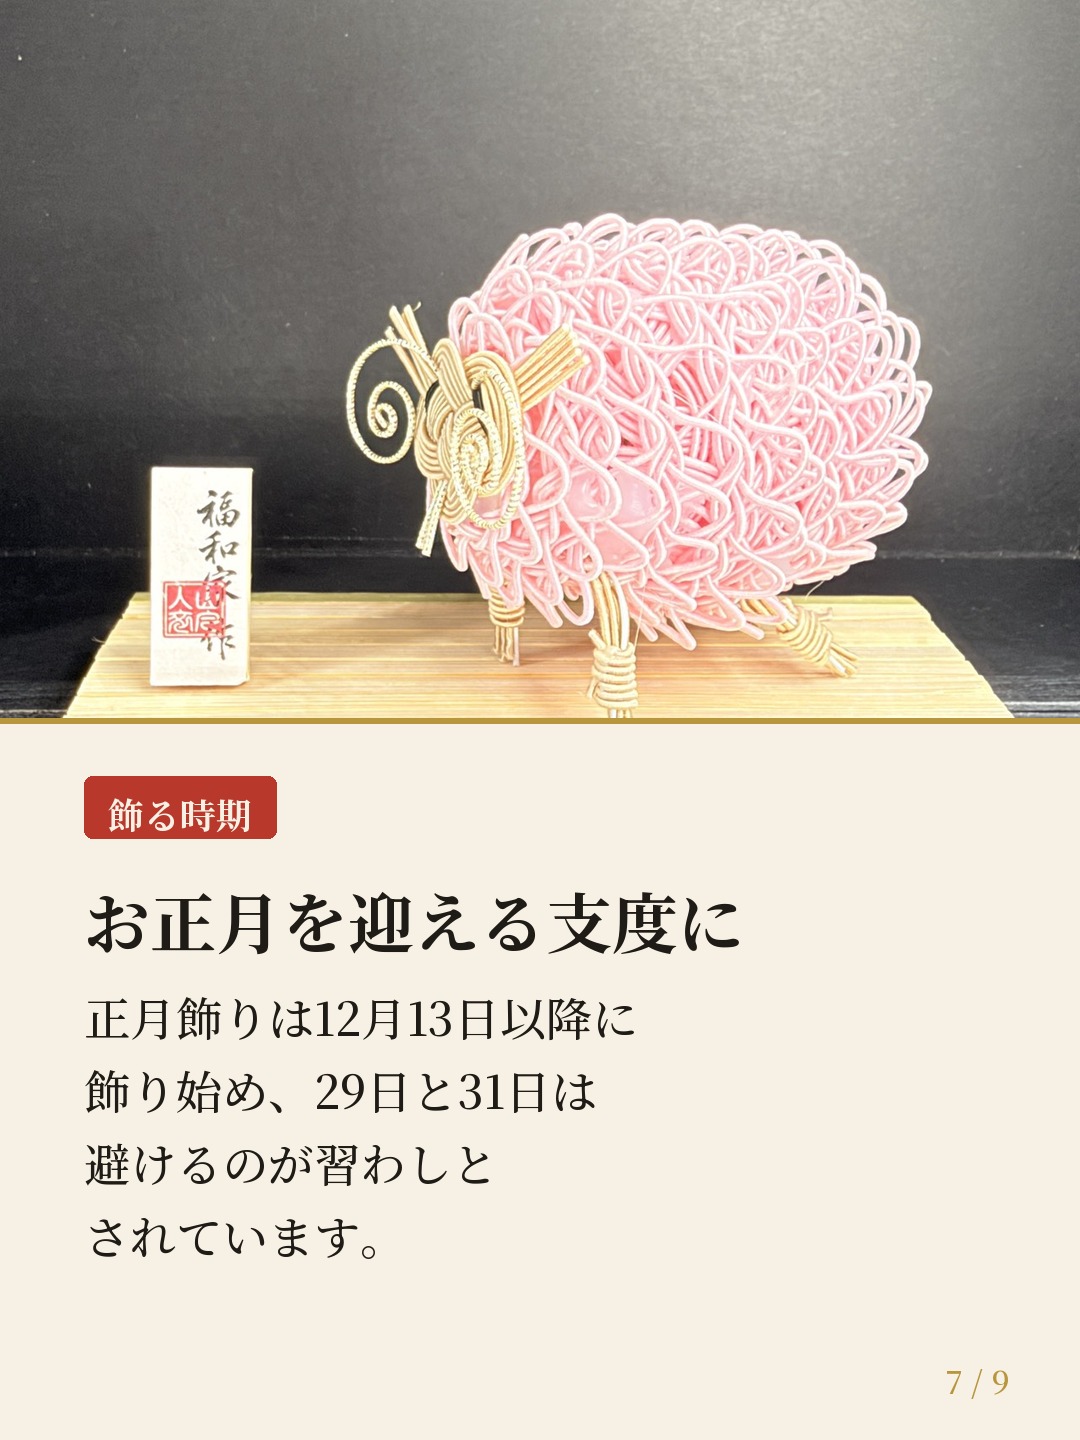 福和家作
飾る時期
お正月を迎える支度に
正月飾りは12月13日以降に
飾り始め、29日と31日は
避けるのが習わしと
されています。
7 / 9